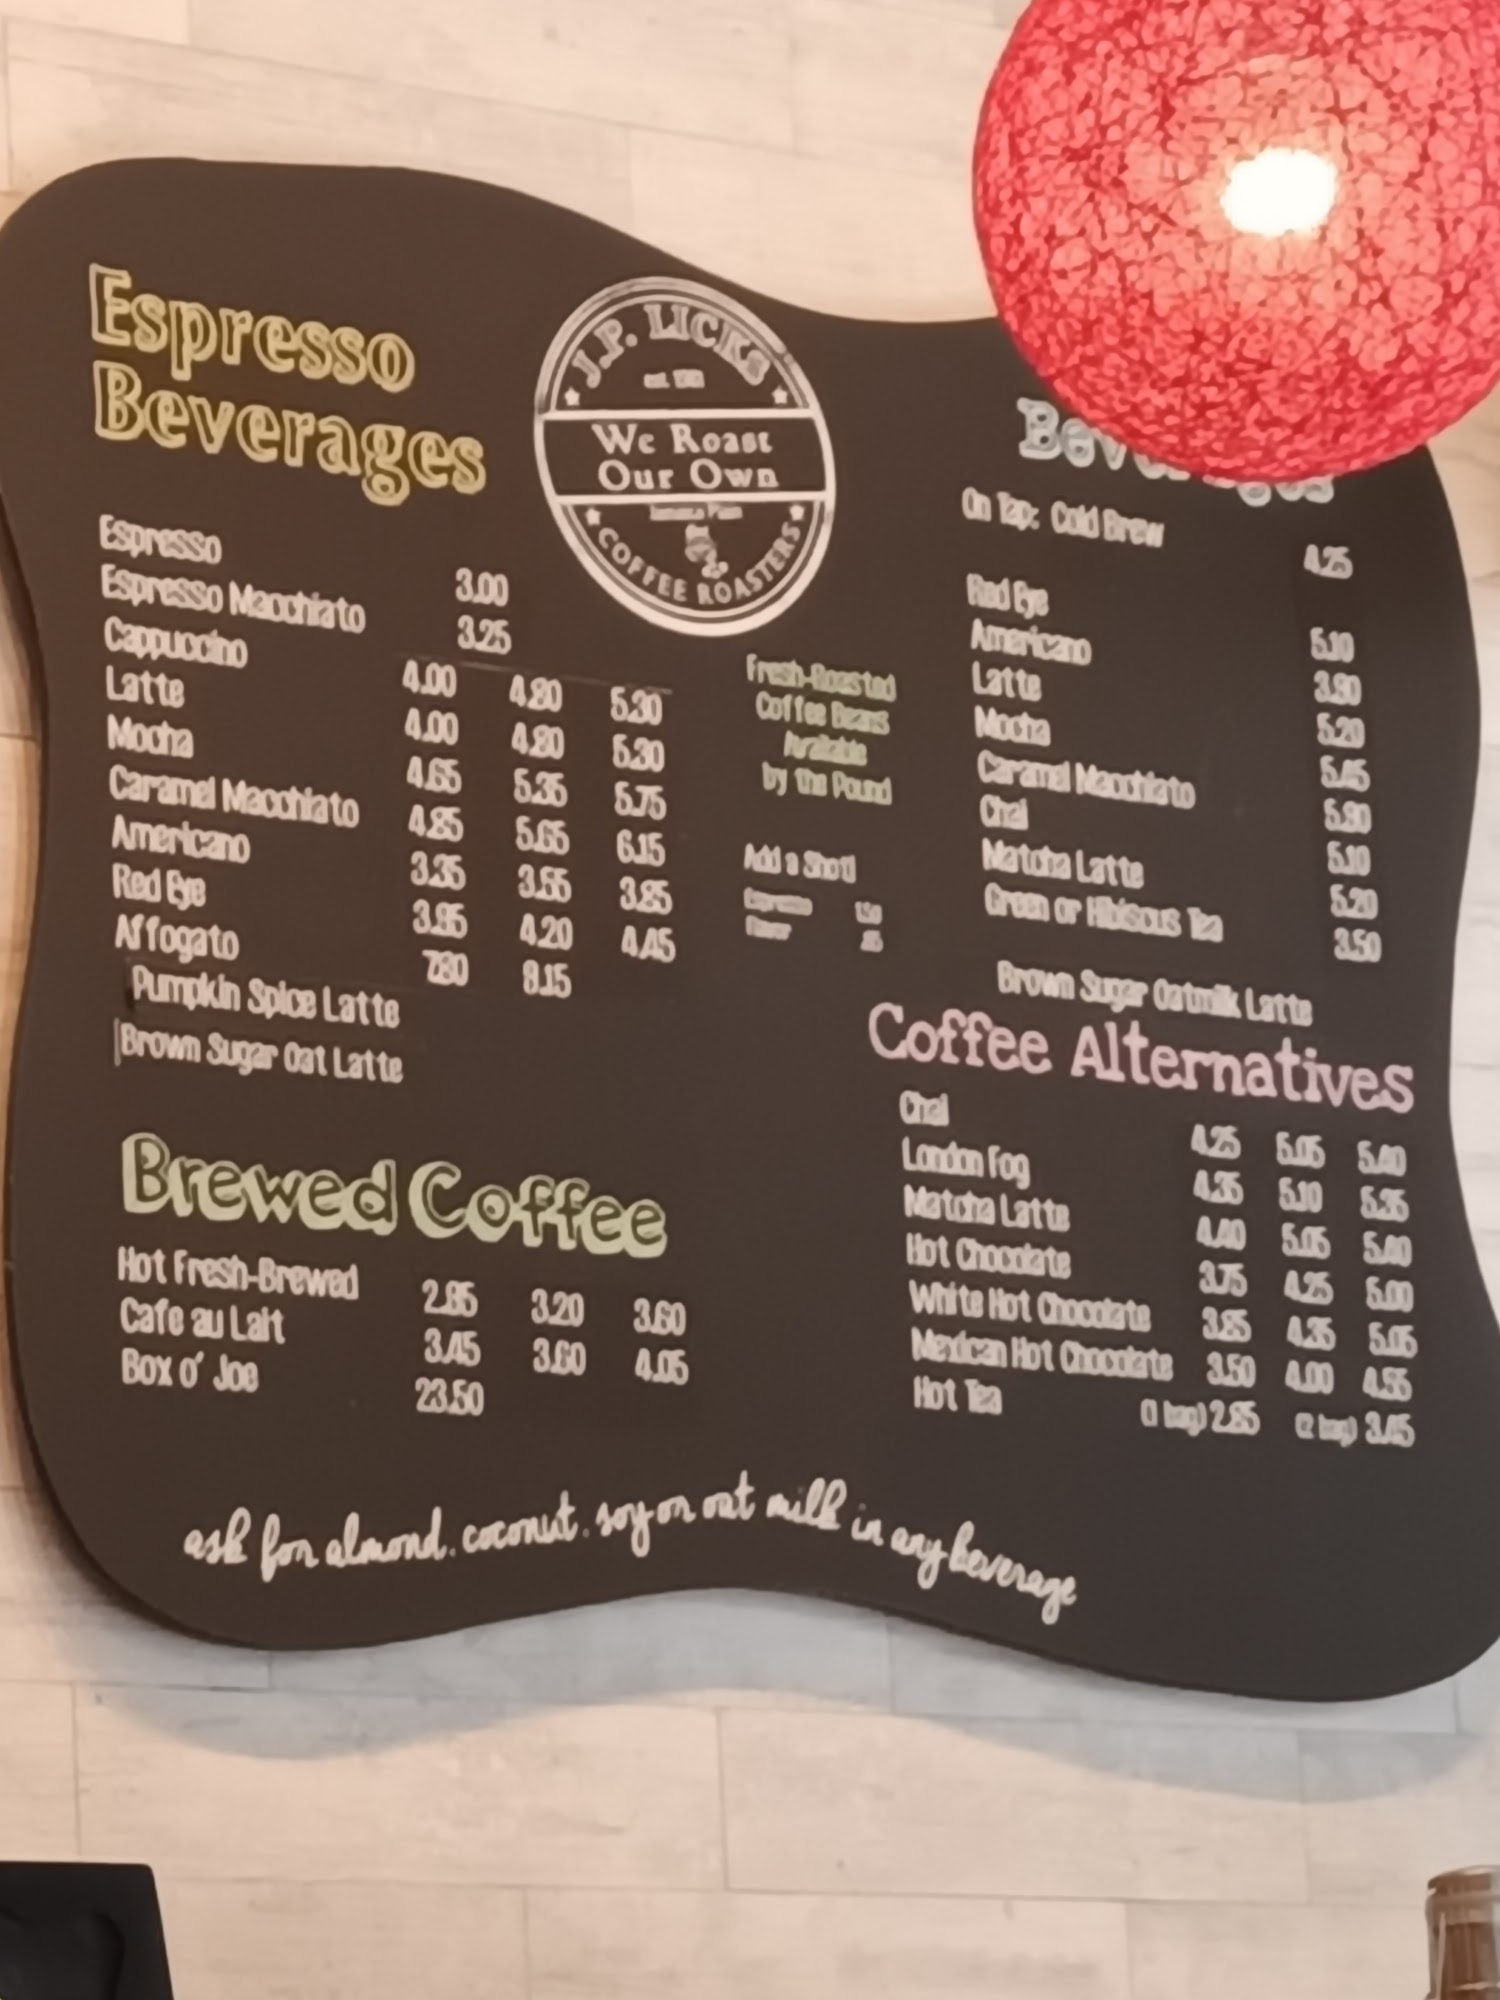 Espresso
Beverages
Espresso 3.00
Espresso Macchiato 3.25
Cappuccino 4.00 4.80 5.30
Latte 4.00 4.80 5.30
Mocha 4.65 5.35 5.75
Caramel Macchiato 4.85 5.65 6.15
Americano 3.35 3.55 3.85
Red Eye 3.95 4.20 4.45
Affogato 7.80 8.15
Pumpkin Spice Latte
Brown Sugar Oat Latte
Brewed Coffee
Hot Fresh-Brewed 2.85 3.20 3.60
Cafe au Lait 3.45 3.60 4.05
Box o' Joe 23.50
J.P. LICKS
We Roast
Our Own
Jamaica Plain
COFFEE ROASTERS
Fresh-Roasted
Coffee Beans
Available
by the Pound
Add a Shot!
Espresso
Flavor
Beverages
On Tap: Cold Brew 4.25
Red Eye 5.10
Americano
Latte 5.20
Mocha 5.45
Caramel Macchiato
Chai 5.10
Matcha Latte 5.20
Green or Hibiscus Tea 3.50
Brown Sugar Oatmilk Latte
Coffee Alternatives
Chai 4.25 5.05 5.40
London Fog 4.35 5.10 5.35
Matcha Latte 4.40 5.05 5.40
Hot Chocolate 3.75 4.25 5.00
White Hot Chocolate 3.85 4.35 5.05
Mexican Hot Chocolate 3.50 4.00 4.55
Hot Tea (1 bag) 2.85 (2 bag) 3.45
ask for almond, coconut, soy or oat milk in any beverage